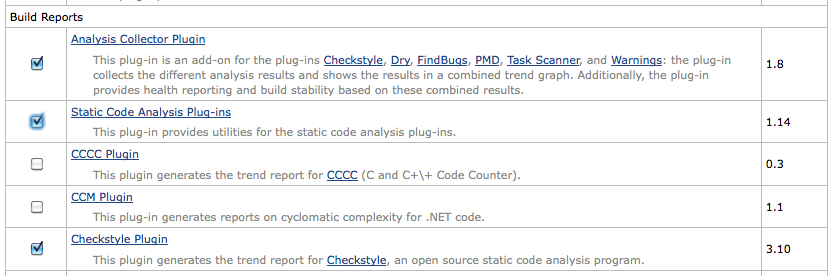 Build Reports
Analysis Collector Plugin
This plug-in is an add-on for the plug-ins Checkstyle, Dry, FindBugs, PMD, Task Scanner, and Warnings: the plug-in
collects the different analysis results and shows the results in a combined trend graph. Additionally, the plug-in
provides health reporting and build stability based on these combined results.
1.8
Static Code Analysis Plug-ins
This plug-in provides utilities for the static code analysis plug-ins.
1.14
CCCC Plugin
This plugin generates the trend report for CCCC (C and C+\+ Code Counter).
0.3
CCM Plugin
This plug-in generates reports on cyclomatic complexity for .NET code.
1.1
Checkstyle Plugin
This plugin generates the trend report for Checkstyle, an open source static code analysis program.
3.10